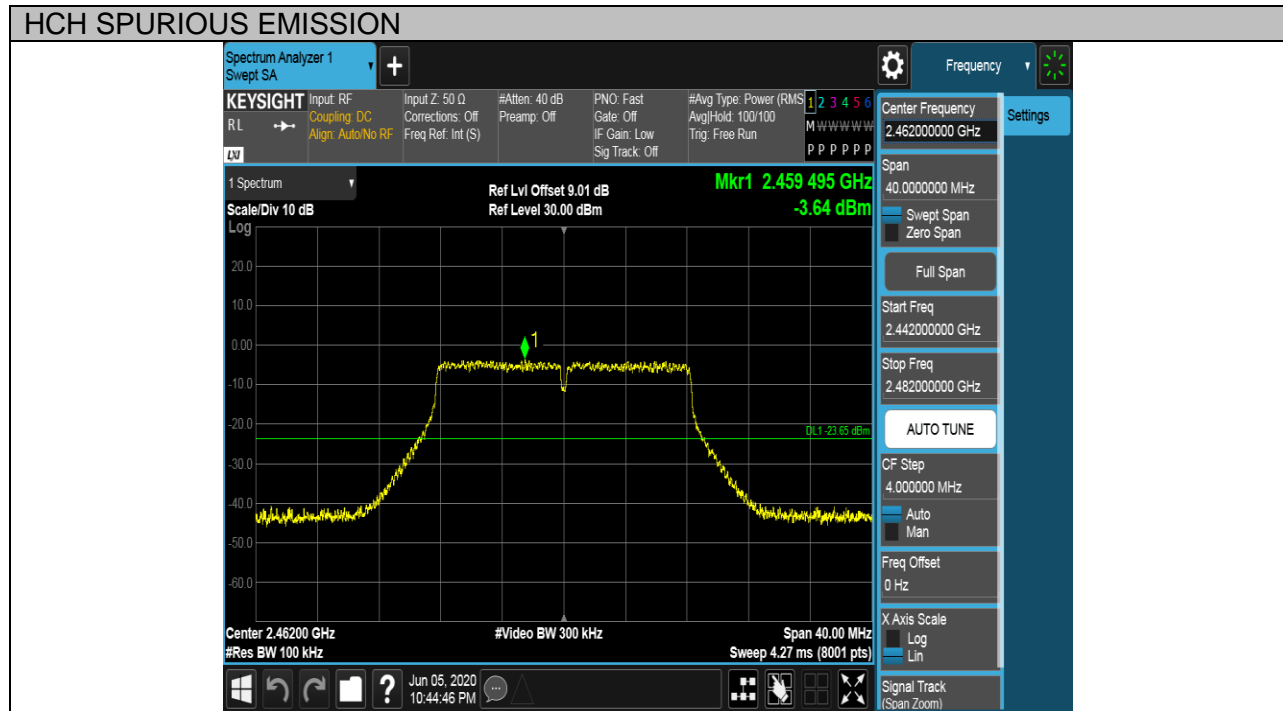 HCH SPURIOUS EMISSION
Spectrum Analyzer 1
Swept SA
+
Frequency
KEYSIGHT
RL
LXI
Input: RF
Coupling: DC
Align: Auto/No RF
Input Z: 50 Ω
Corrections: Off
Freq Ref: Int (S)
#Atten: 40 dB
Preamp: Off
PNO: Fast
Gate: Off
IF Gain: Low
Sig Track: Off
#Avg Type: Power (RMS
Avg|Hold: 100/100
Trig: Free Run
1 2 3 4 5 6
M W W W W W
P P P P P P
1 Spectrum
Scale/Div 10 dB
Log
Ref Lvl Offset 9.01 dB
Ref Level 30.00 dBm
Mkr1 2.459 495 GHz
-3.64 dBm
20.0
10.0
0.00
-10.0
-20.0
-30.0
-40.0
-50.0
-60.0
1
DL1 -23.65 dBm
Center 2.46200 GHz
#Res BW 100 kHz
#Video BW 300 kHz
Span 40.00 MHz
Sweep 4.27 ms (8001 pts)
?
Jun 05, 2020
10:44:46 PM
Center Frequency
2.462000000 GHz
Settings
Span
40.0000000 MHz
Swept Span
Zero Span
Full Span
Start Freq
2.442000000 GHz
Stop Freq
2.482000000 GHz
AUTO TUNE
CF Step
4.000000 MHz
Auto
Man
Freq Offset
0 Hz
X Axis Scale
Log
Lin
Signal Track
(Span Zoom)